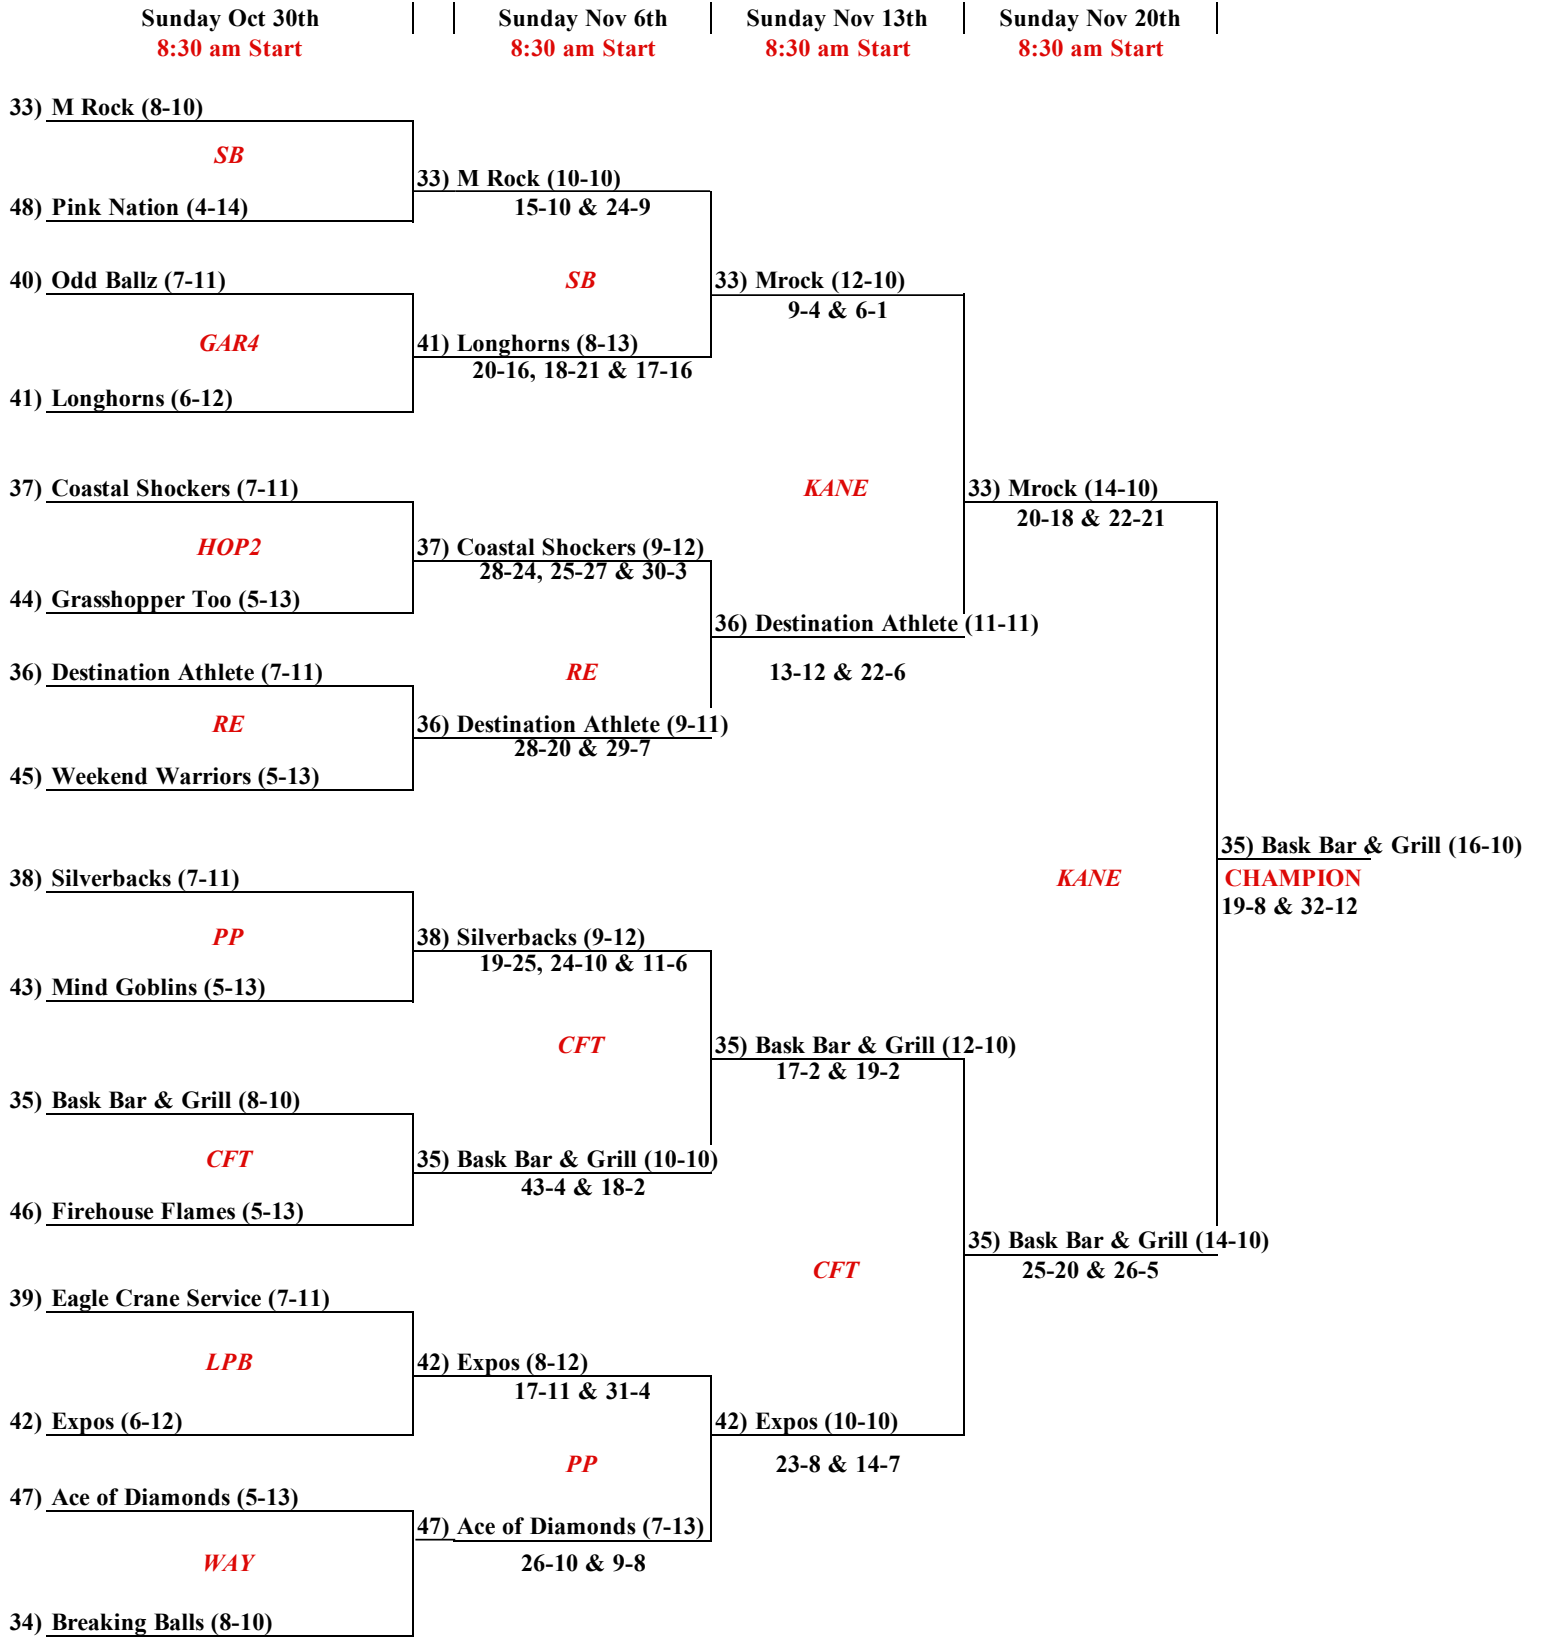 Sunday Oct 30th
8:30 am Start
Sunday Nov 6th
8:30 am Start
Sunday Nov 13th
8:30 am Start
Sunday Nov 20th
8:30 am Start
33) M Rock (8-10)
SB
48) Pink Nation (4-14)
40) Odd Ballz (7-11)
GAR4
41) Longhorns (6-12)
37) Coastal Shockers (7-11)
HOP2
44) Grasshopper Too (5-13)
36) Destination Athlete (7-11)
RE
45) Weekend Warriors (5-13)
38) Silverbacks (7-11)
PP
43) Mind Goblins (5-13)
35) Bask Bar & Grill (8-10)
CFT
46) Firehouse Flames (5-13)
39) Eagle Crane Service (7-11)
LPB
42) Expos (6-12)
47) Ace of Diamonds (5-13)
WAY
34) Breaking Balls (8-10)
33) M Rock (10-10)
15-10 & 24-9
SB
41) Longhorns (8-13)
20-16, 18-21 & 17-16
37) Coastal Shockers (9-12)
28-24, 25-27 & 30-3
RE
36) Destination Athlete (9-11)
28-20 & 29-7
38) Silverbacks (9-12)
19-25, 24-10 & 11-6
CFT
35) Bask Bar & Grill (10-10)
43-4 & 18-2
42) Expos (8-12)
17-11 & 31-4
PP
47) Ace of Diamonds (7-13)
26-10 & 9-8
33) Mrock (12-10)
9-4 & 6-1
KANE
36) Destination Athlete (11-11)
13-12 & 22-6
35) Bask Bar & Grill (12-10)
17-2 & 19-2
CFT
42) Expos (10-10)
23-8 & 14-7
33) Mrock (14-10)
20-18 & 22-21
KANE
35) Bask Bar & Grill (14-10)
25-20 & 26-5
35) Bask Bar & Grill (16-10)
CHAMPION
19-8 & 32-12